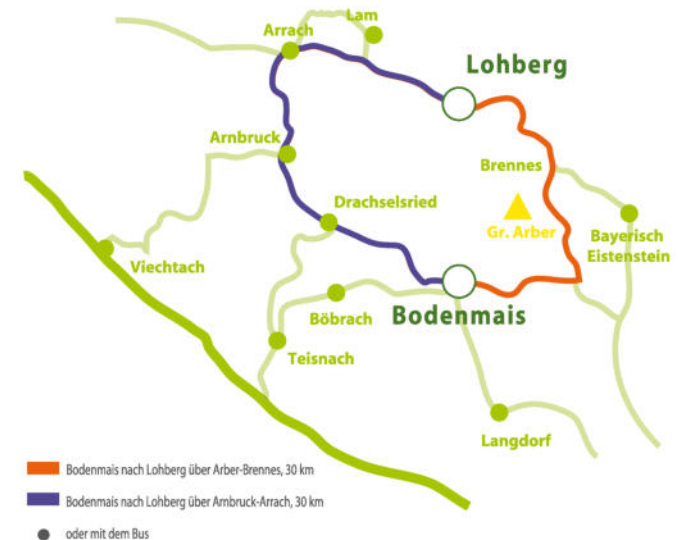 Lam
Arrach
Lohberg
Arnbruck
Brennes
Drachselsried
Gr. Arber
Bayerisch
Eistenstein
Viechtach
Böbrach
Bodenmais
Teisnach
Langdorf
Bodenmais nach Lohberg über Arber-Brennes, 30 km
Bodenmais nach Lohberg über Arnbruck-Arrach, 30 km
oder mit dem Bus